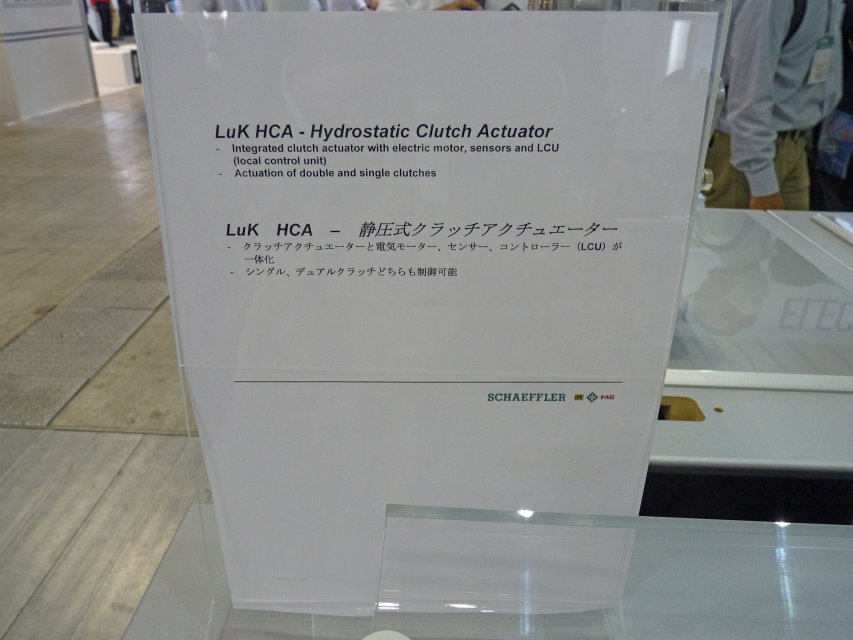 LuK HCA - Hydrostatic Clutch Actuator
- Integrated clutch actuator with electric motor, sensors and LCU
(local control unit)
- Actuation of double and single clutches
LuK HCA – 静圧式クラッチアクチュエーター
- クラッチアクチュエーターと電気モーター、センサー、コントローラー（LCU）が
一体化
- シングル、デュアルクラッチどちらも制御可能
SCHAEFFLER FAG